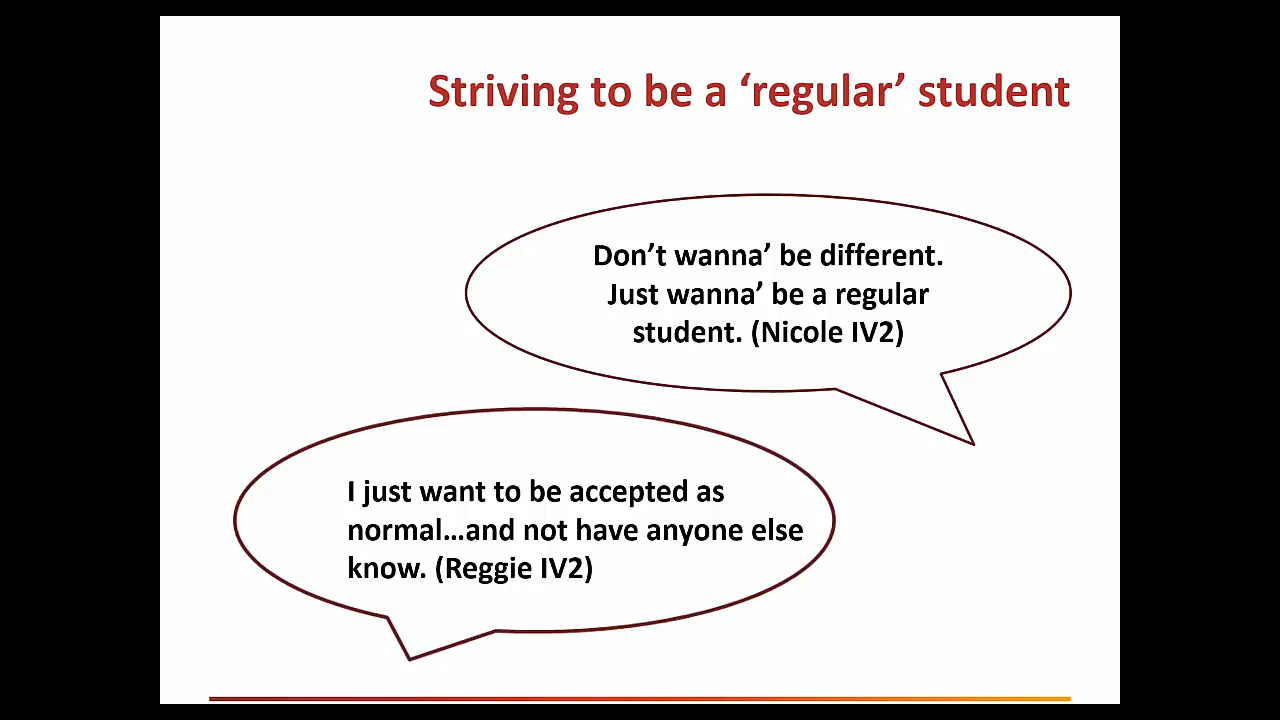 Striving to be a ‘regular’ student
Don’t wanna’ be different.
Just wanna’ be a regular
student. (Nicole IV2)
I just want to be accepted as
normal…and not have anyone else
know. (Reggie IV2)